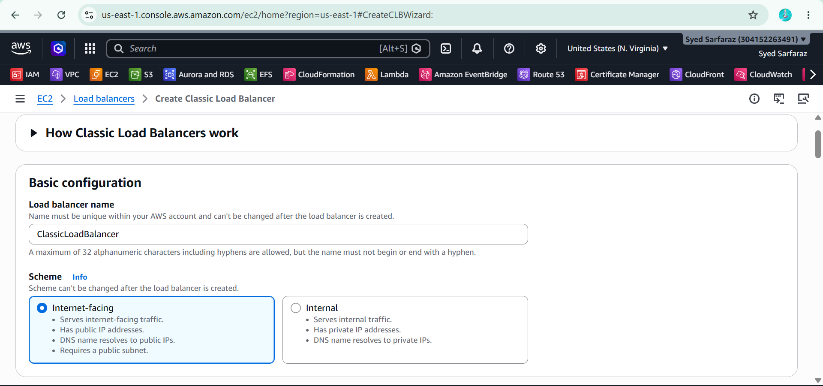 us-east-1.console.aws.amazon.com/ec2/home?region=us-east-1#CreateCLBWizard:
aws
Search
[Alt+S]
United States (N. Virginia)
Syed Sarfaraz (304152263491)
Syed Sarfaraz
IAM VPC EC2 S3 Aurora and RDS EFS CloudFormation Lambda Amazon EventBridge Route 53 Certificate Manager CloudFront CloudWatch
EC2 Load balancers Create Classic Load Balancer
How Classic Load Balancers work
Basic configuration
Load balancer name
Name must be unique within your AWS account and can't be changed after the load balancer is created.
ClassicLoadBalancer
A maximum of 32 alphanumeric characters including hyphens are allowed, but the name must not begin or end with a hyphen.
Scheme Info
Scheme can't be changed after the load balancer is created.
Internet-facing
• Serves internet-facing traffic.
• Has public IP addresses.
• DNS name resolves to public IPs.
• Requires a public subnet.
Internal
• Serves internal traffic.
• Has private IP addresses.
• DNS name resolves to private IPs.